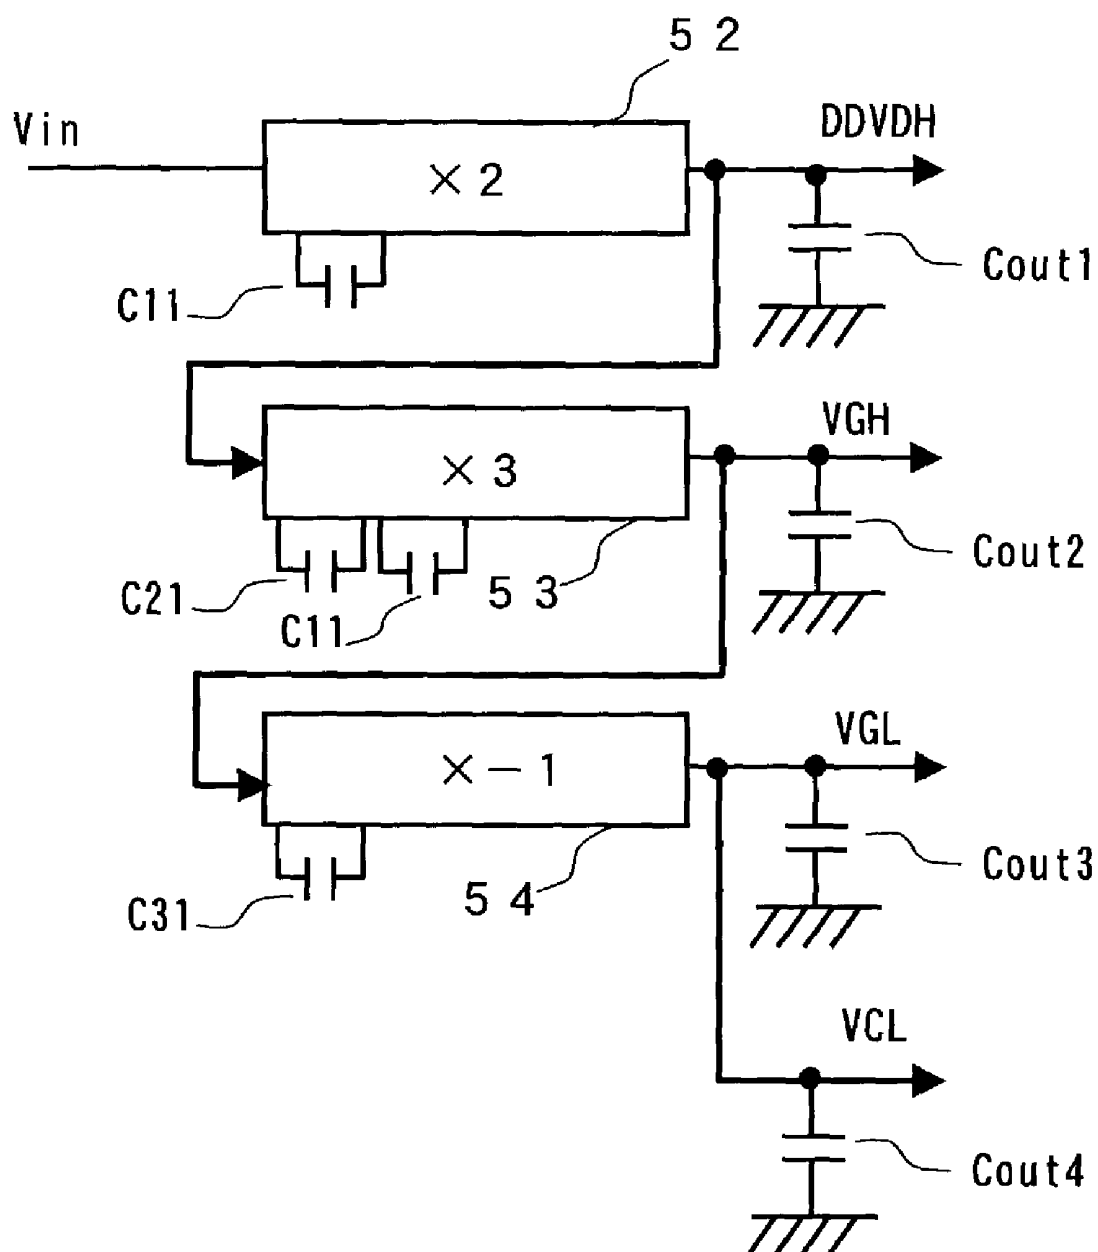 52
Vin
DDVDH
×2
Cout1
C11
VGH
×3
Cout2
C21
C11
53
VGL
×-1
Cout3
C31
54
VCL
Cout4